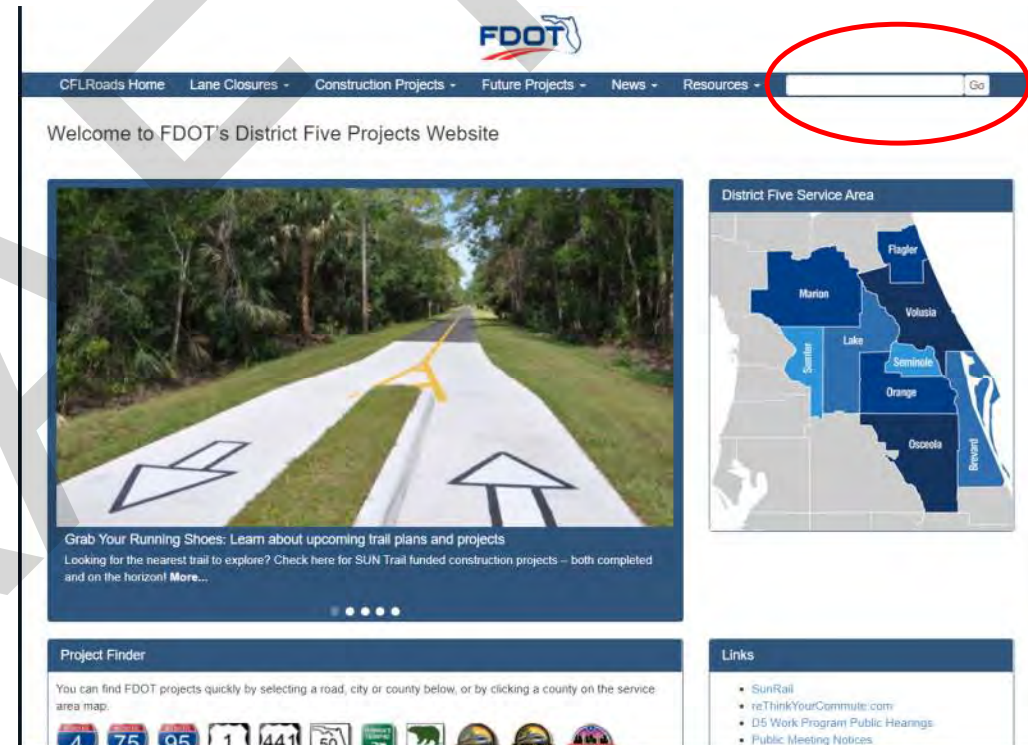 FDOT
CFLRoads Home Lane Closures Construction Projects Future Projects News Resources Go
Welcome to FDOT's District Five Projects Website
District Five Service Area
Flagler
Marion
Volusia
Lake
Sumter
Seminole
Orange
Osceola
Brevard
Grab Your Running Shoes: Learn about upcoming trail plans and projects
Looking for the nearest trail to explore? Check here for SUN Trail funded construction projects – both completed
and on the horizon! More...
Project Finder
You can find FDOT projects quickly by selecting a road, city or county below, or by clicking a county on the service
area map.
4 75 95 1 441 50
Links
• SunRail
• reThinkYourCommute.com
• D5 Work Program Public Hearings
• Public Meeting Notices